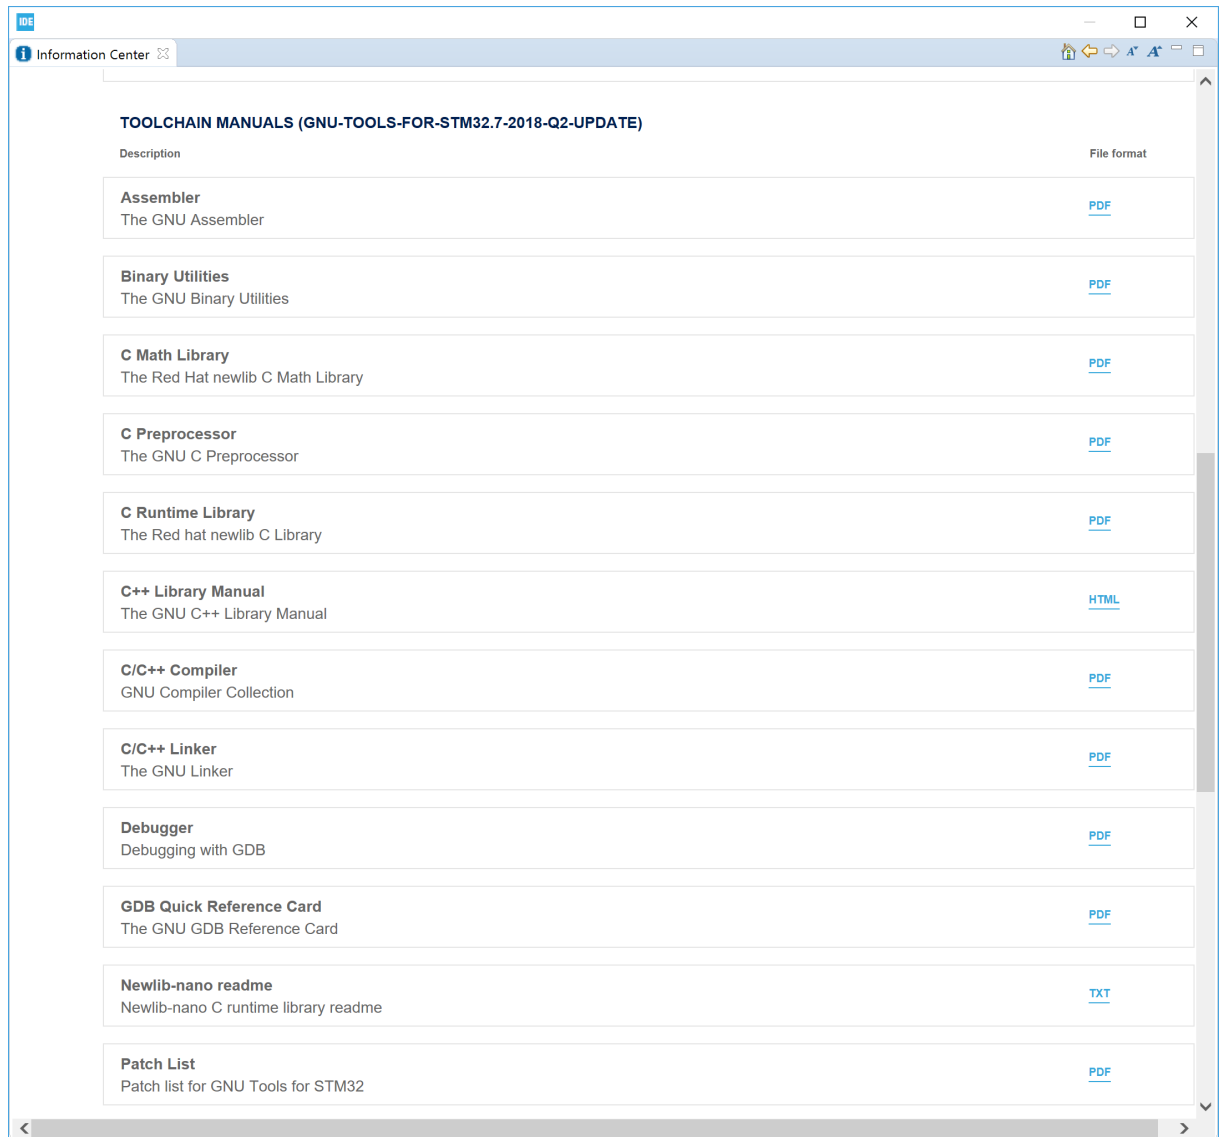 IDE
Information Center
TOOLCHAIN MANUALS (GNU-TOOLS-FOR-STM32.7-2018-Q2-UPDATE)
Description File format
Assembler
The GNU Assembler
PDF
Binary Utilities
The GNU Binary Utilities
PDF
C Math Library
The Red Hat newlib C Math Library
PDF
C Preprocessor
The GNU C Preprocessor
PDF
C Runtime Library
The Red hat newlib C Library
PDF
C++ Library Manual
The GNU C++ Library Manual
HTML
C/C++ Compiler
GNU Compiler Collection
PDF
C/C++ Linker
The GNU Linker
PDF
Debugger
Debugging with GDB
PDF
GDB Quick Reference Card
The GNU GDB Reference Card
PDF
Newlib-nano readme
Newlib-nano C runtime library readme
TXT
Patch List
Patch list for GNU Tools for STM32
PDF